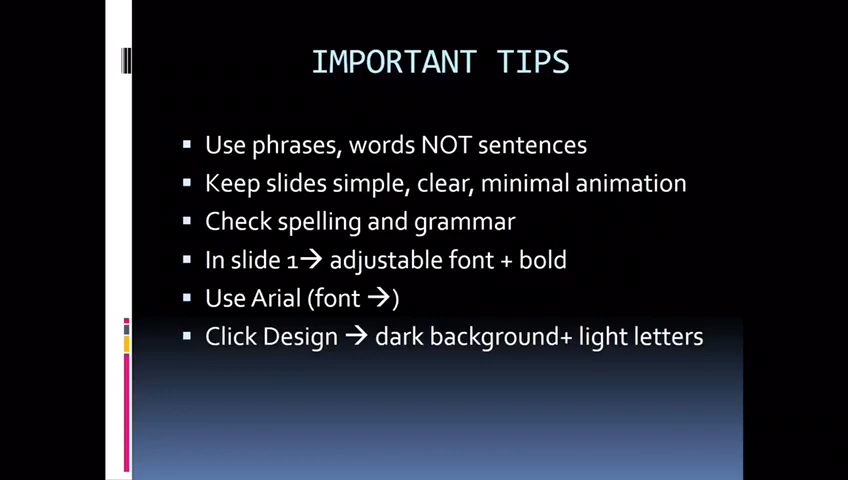 IMPORTANT TIPS
▪ Use phrases, words NOT sentences
▪ Keep slides simple, clear, minimal animation
▪ Check spelling and grammar
▪ In slide 1→ adjustable font + bold
▪ Use Arial (font →)
▪ Click Design → dark background+ light letters